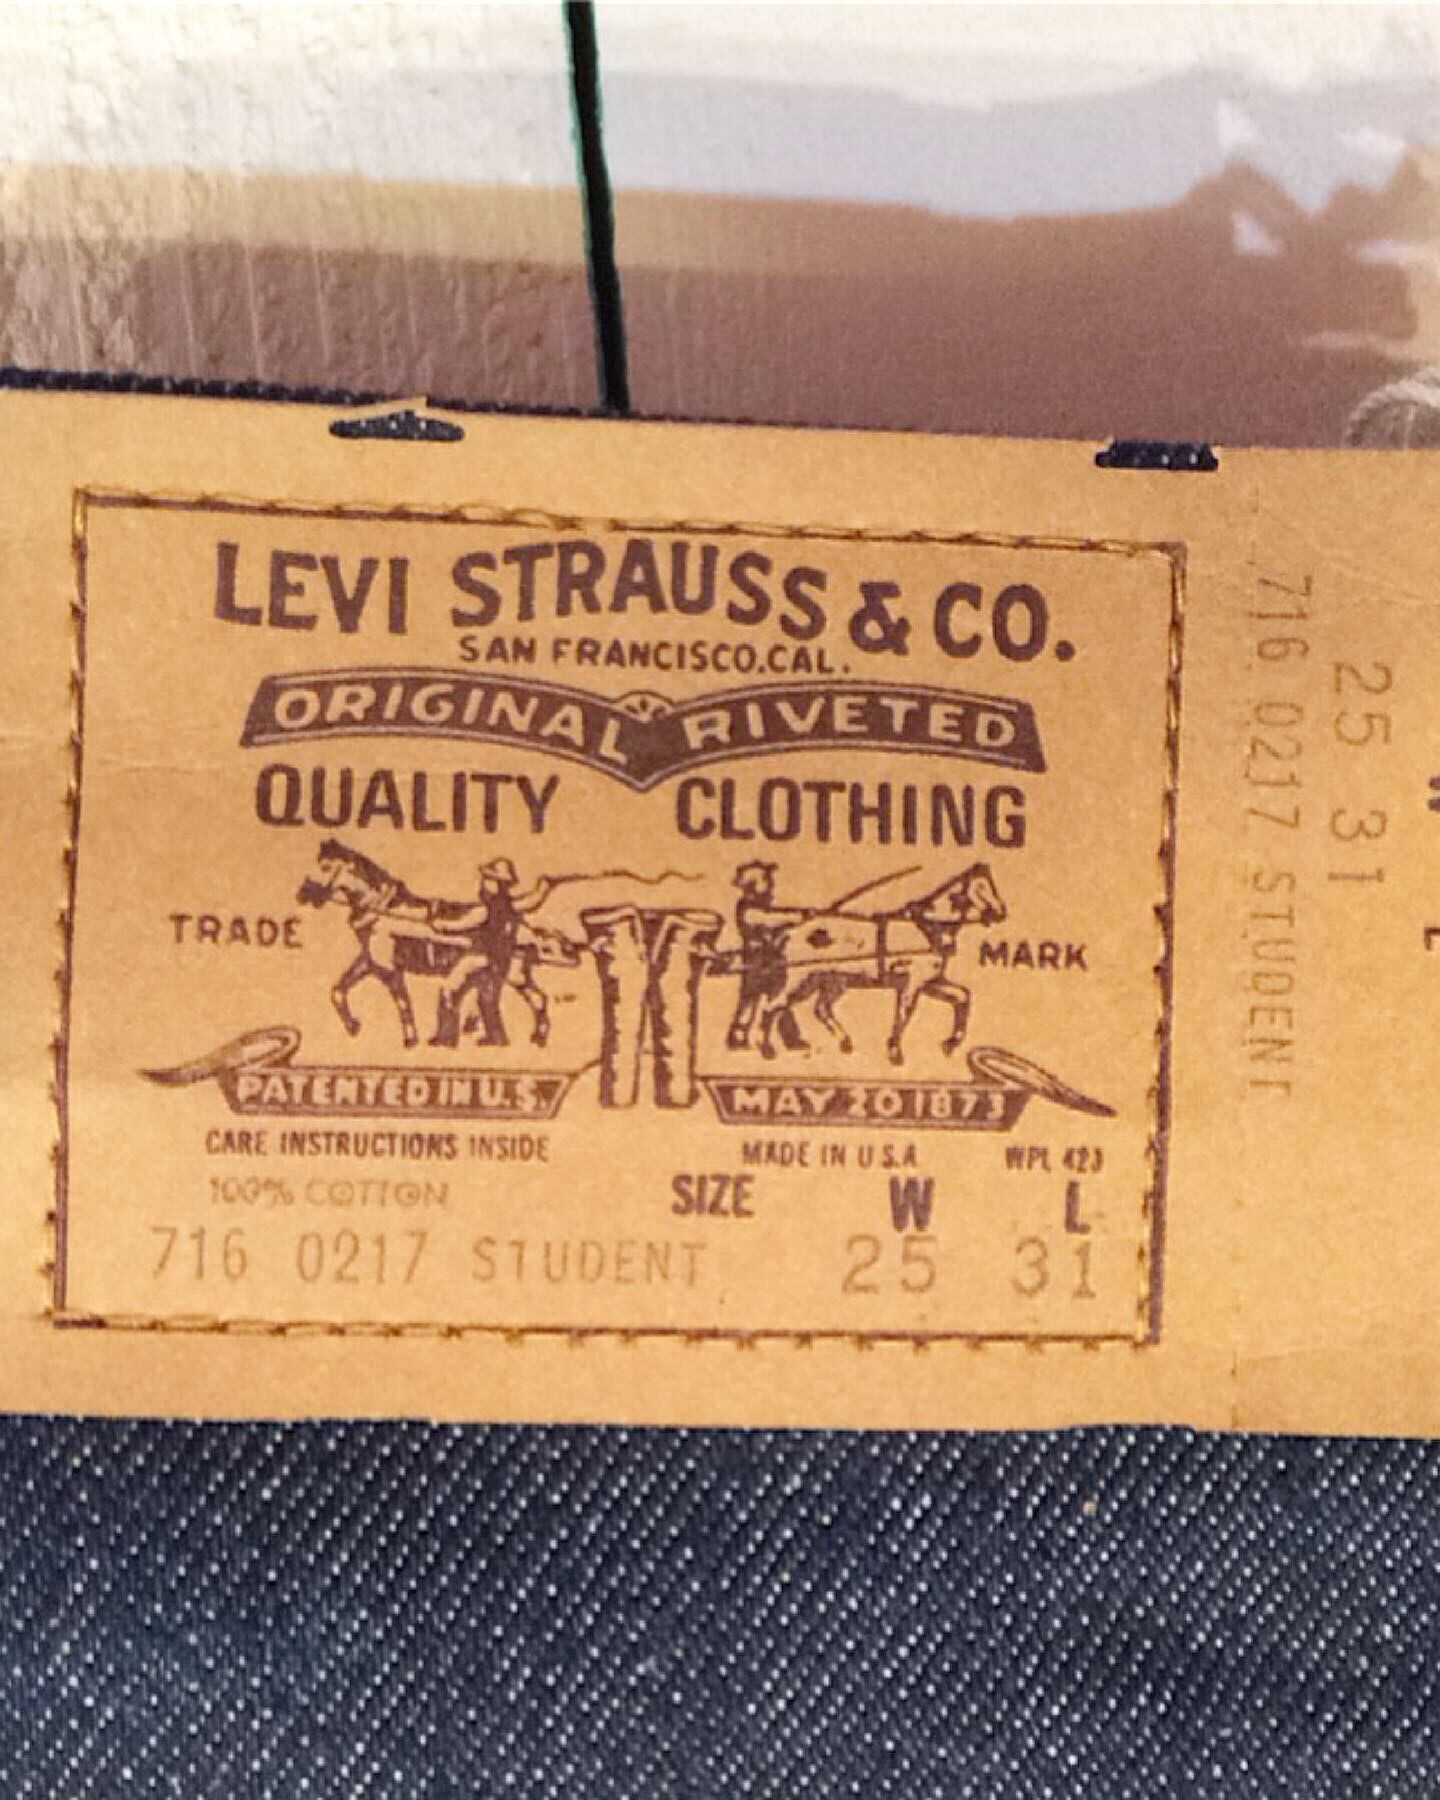 LEVI STRAUSS & CO.
SAN FRANCISCO.CAL.
ORIGINAL RIVETED
QUALITY CLOTHING
TRADE MARK
PATENTED IN U.S. MAY 20 1873
CARE INSTRUCTIONS INSIDE MADE IN U S.A WPL 423
100% COTTON SIZE W L
716 0217 STUDENT 25 31
25 31
716 0217 STUDENT
W L